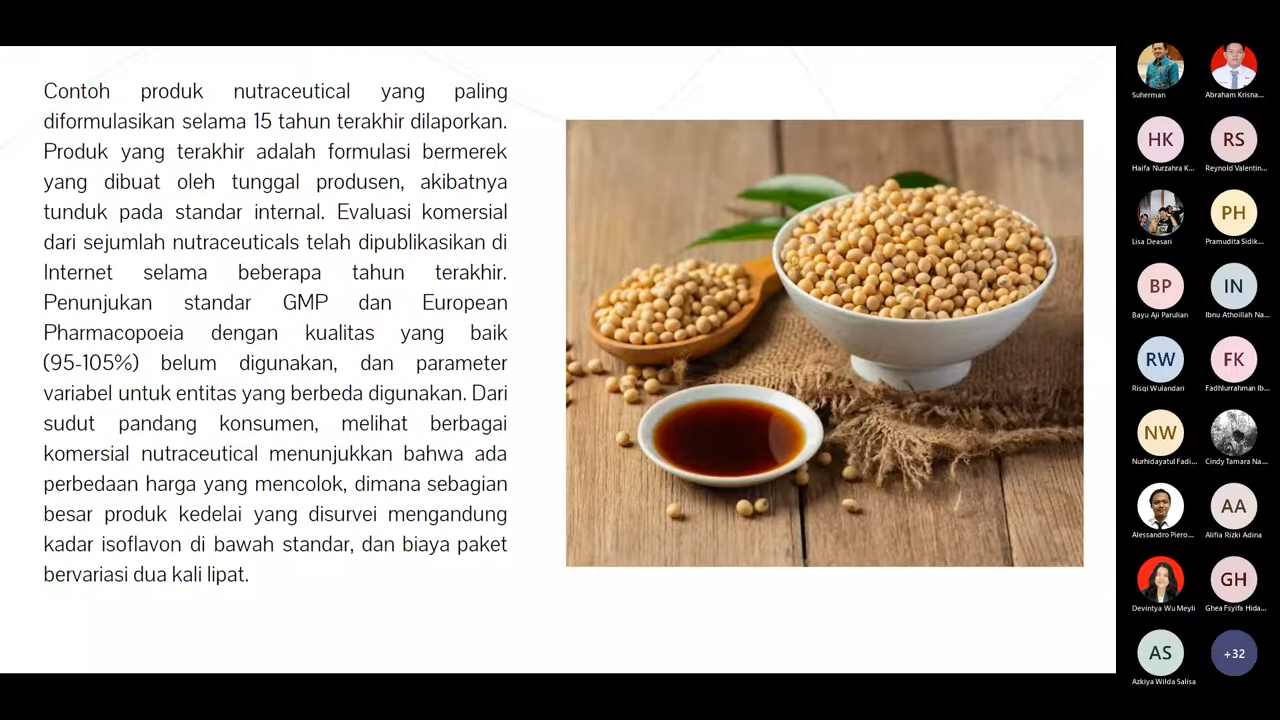 Contoh produk nutraceutical yang paling
diformulasikan selama 15 tahun terakhir dilaporkan.
Produk yang terakhir adalah formulasi bermerek
yang dibuat oleh tunggal produsen, akibatnya
tunduk pada standar internal. Evaluasi komersial
dari sejumlah nutraceuticals telah dipublikasikan di
Internet selama beberapa tahun terakhir.
Penunjukan standar GMP dan European
Pharmacopoeia dengan kualitas yang baik
(95-105%) belum digunakan, dan parameter
variabel untuk entitas yang berbeda digunakan. Dari
sudut pandang konsumen, melihat berbagai
komersial nutraceutical menunjukkan bahwa ada
perbedaan harga yang mencolok, dimana sebagian
besar produk kedelai yang disurvei mengandung
kadar isoflavon di bawah standar, dan biaya paket
bervariasi dua kali lipat.
Suherman
Abraham Krisna...
HK
RS
Haifa Nurzahra K...
Reynold Valentin...
PH
Lisa Deasari
Pramudita Sidik...
BP
IN
Bayu Aji Parulian
Ibnu Athoillah Na...
RW
FK
Risqi Wulandari
Fadhlurrahman Ib...
NW
Nurhidayatul Fadi...
Cindy Tamara Na...
AA
Alessandro Piero...
Alifia Rizki Adina
GH
Devintya Wu Meyli
Ghea Fsyifa Hida...
AS
+32
Azkiya Wilda Salisa